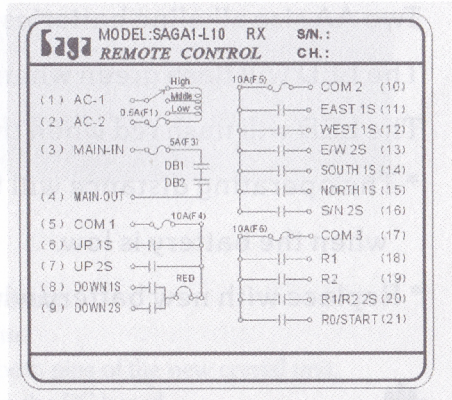 Saga MODEL:SAGA1-L10 RX S/N.:
REMOTE CONTROL CH.:
(1) AC-1 High
Middle
Low
(2) AC-2 0.5A(F1)
(3) MAIN-IN 5A(F3)
DB1
DB2
(4) MAIN-OUT
(5) COM 1 10A(F4)
(6) UP 1S
(7) UP 2S
(8) DOWN 1S RED
(9) DOWN 2S
10A(F5) COM 2 (10)
EAST 1S (11)
WEST 1S (12)
E/W 2S (13)
SOUTH 1S (14)
NORTH 1S (15)
S/N 2S (16)
10A(F6) COM 3 (17)
R1 (18)
R2 (19)
R1/R2 2S (20)
R0/START (21)